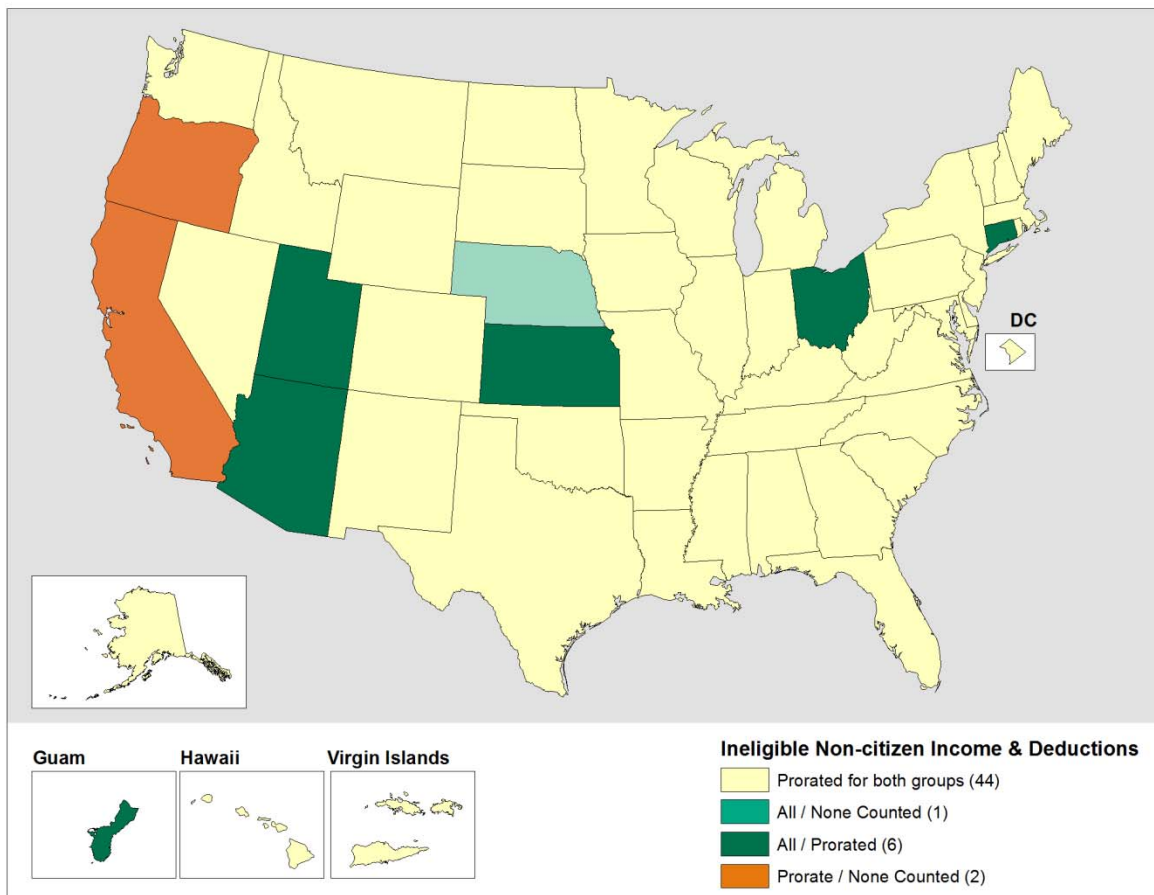 DC
Guam
Hawaii
Virgin Islands
Ineligible Non-citizen Income & Deductions
Prorated for both groups (44)
All / None Counted (1)
All / Prorated (6)
Prorate / None Counted (2)